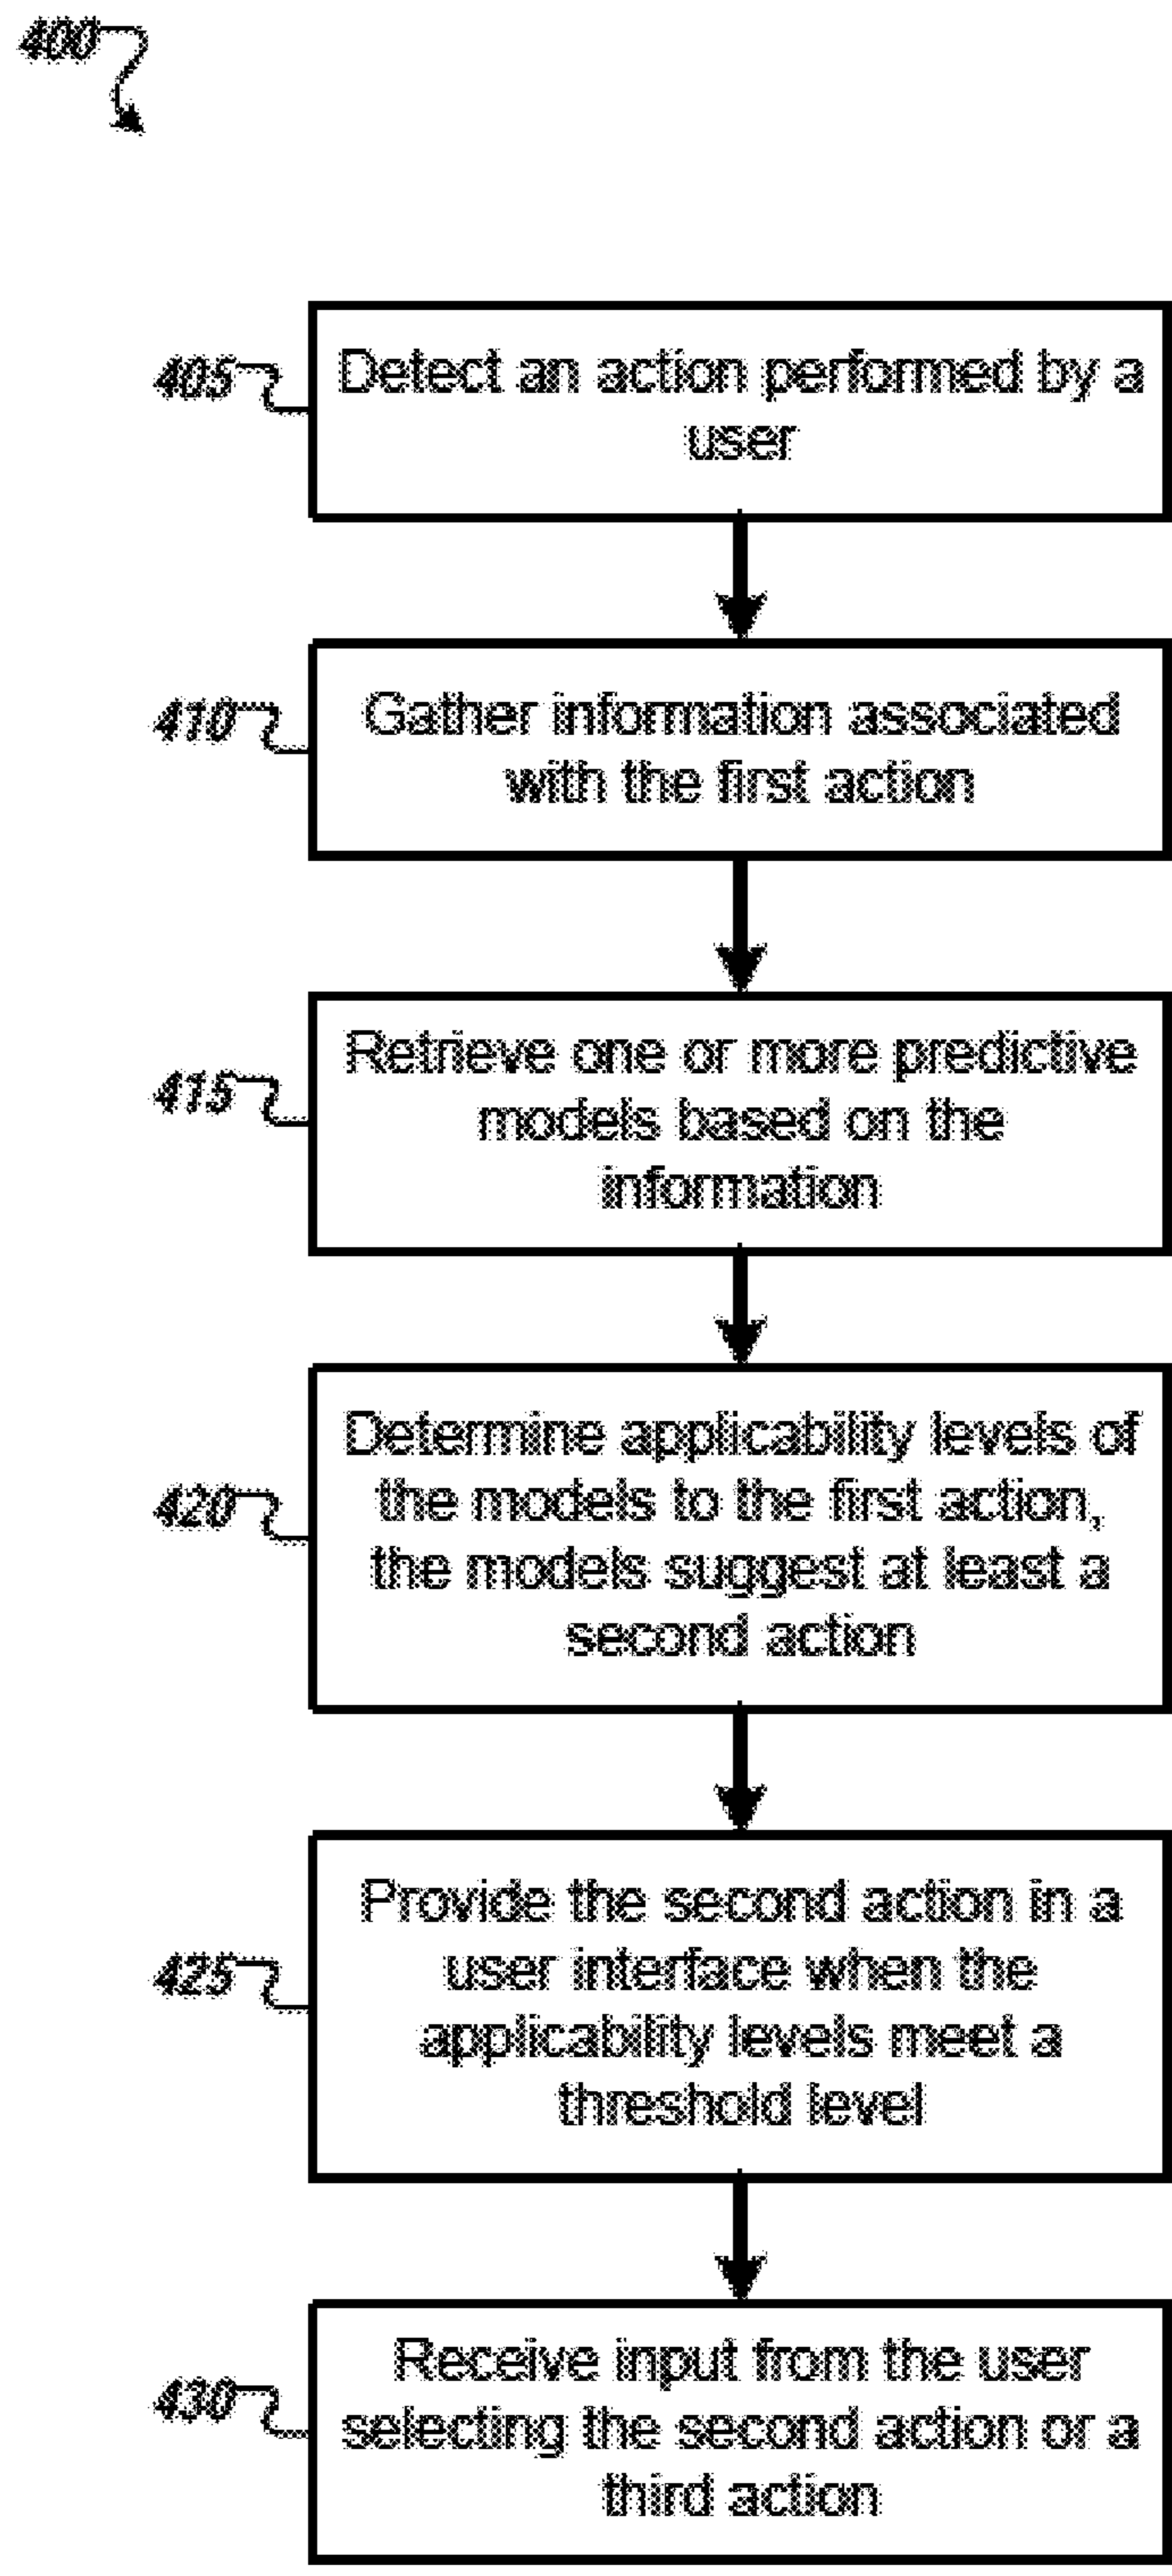 400
405
Detect an action performed by a
user
410
Gather information associated
with the first action
415
Retrieve one or more predictive
models based on the
information
420
Determine applicability levels of
the models to the first action,
the models suggest at least a
second action
425
Provide the second action in a
user interface when the
applicability levels meet a
threshold level
430
Receive input from the user
selecting the second action or a
third action